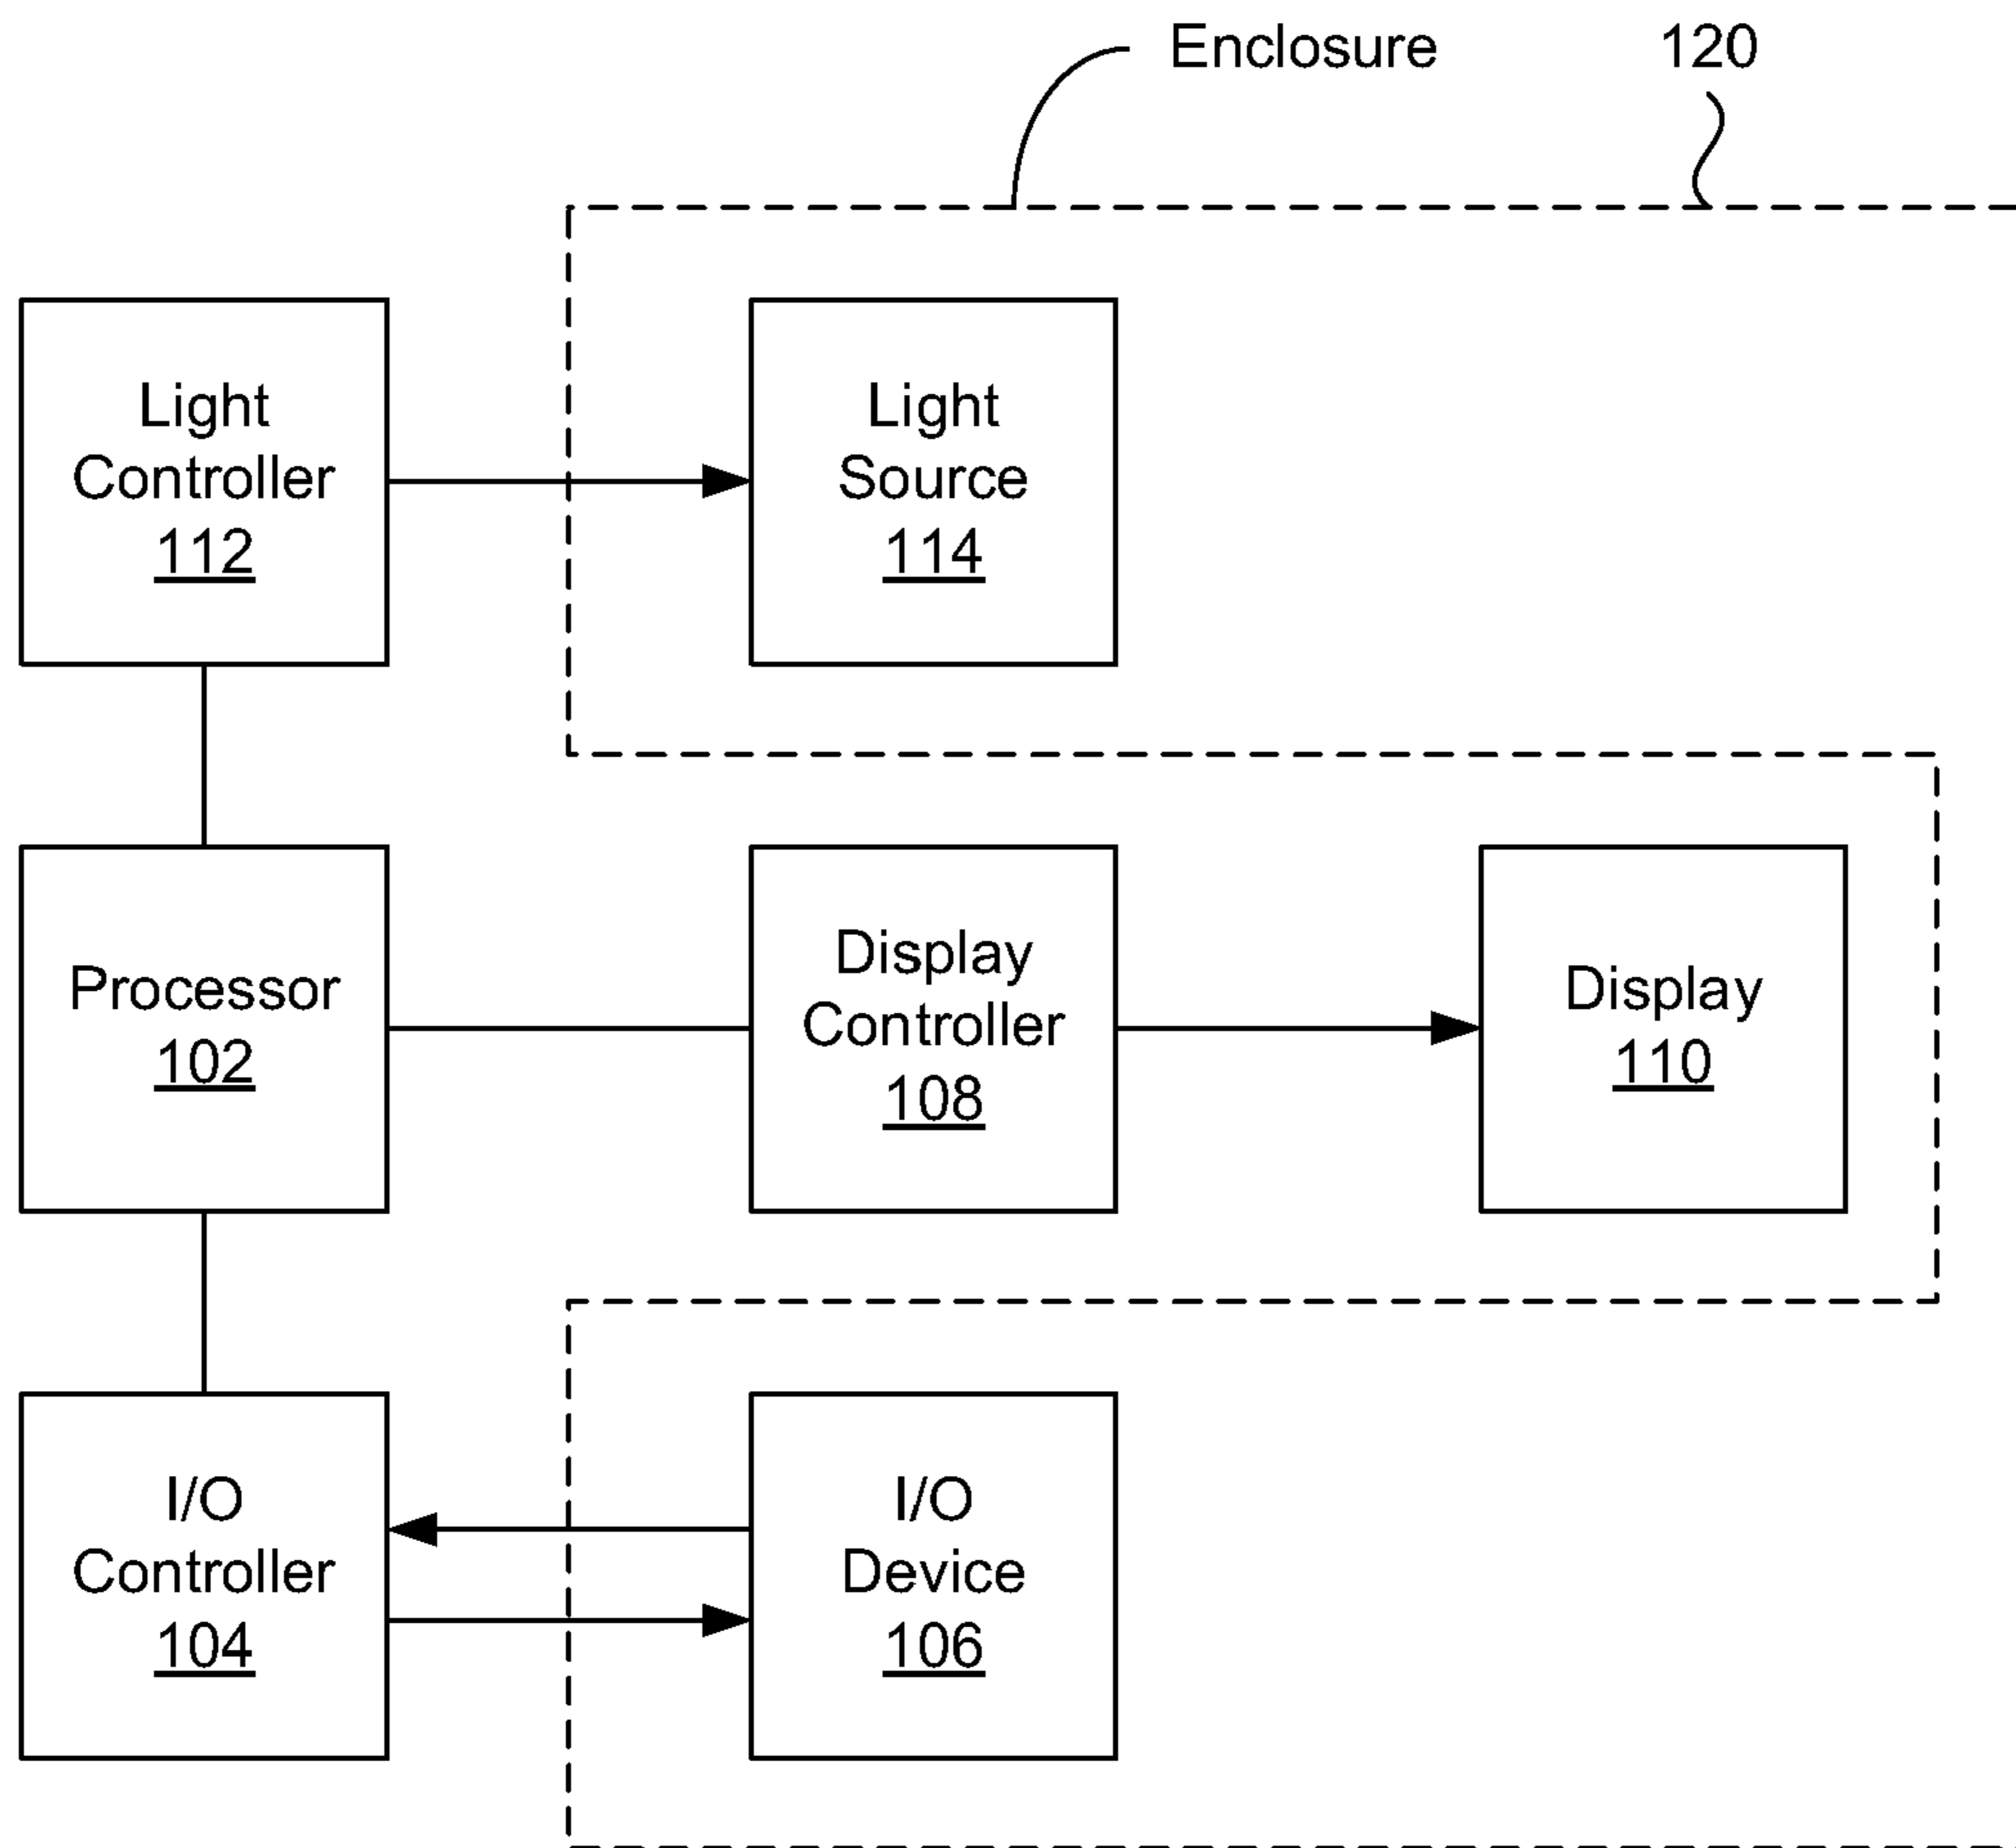 Enclosure 120
Light
Controller
112
Light
Source
114
Processor
102
Display
Controller
108
Display
110
I/O
Controller
104
I/O
Device
106